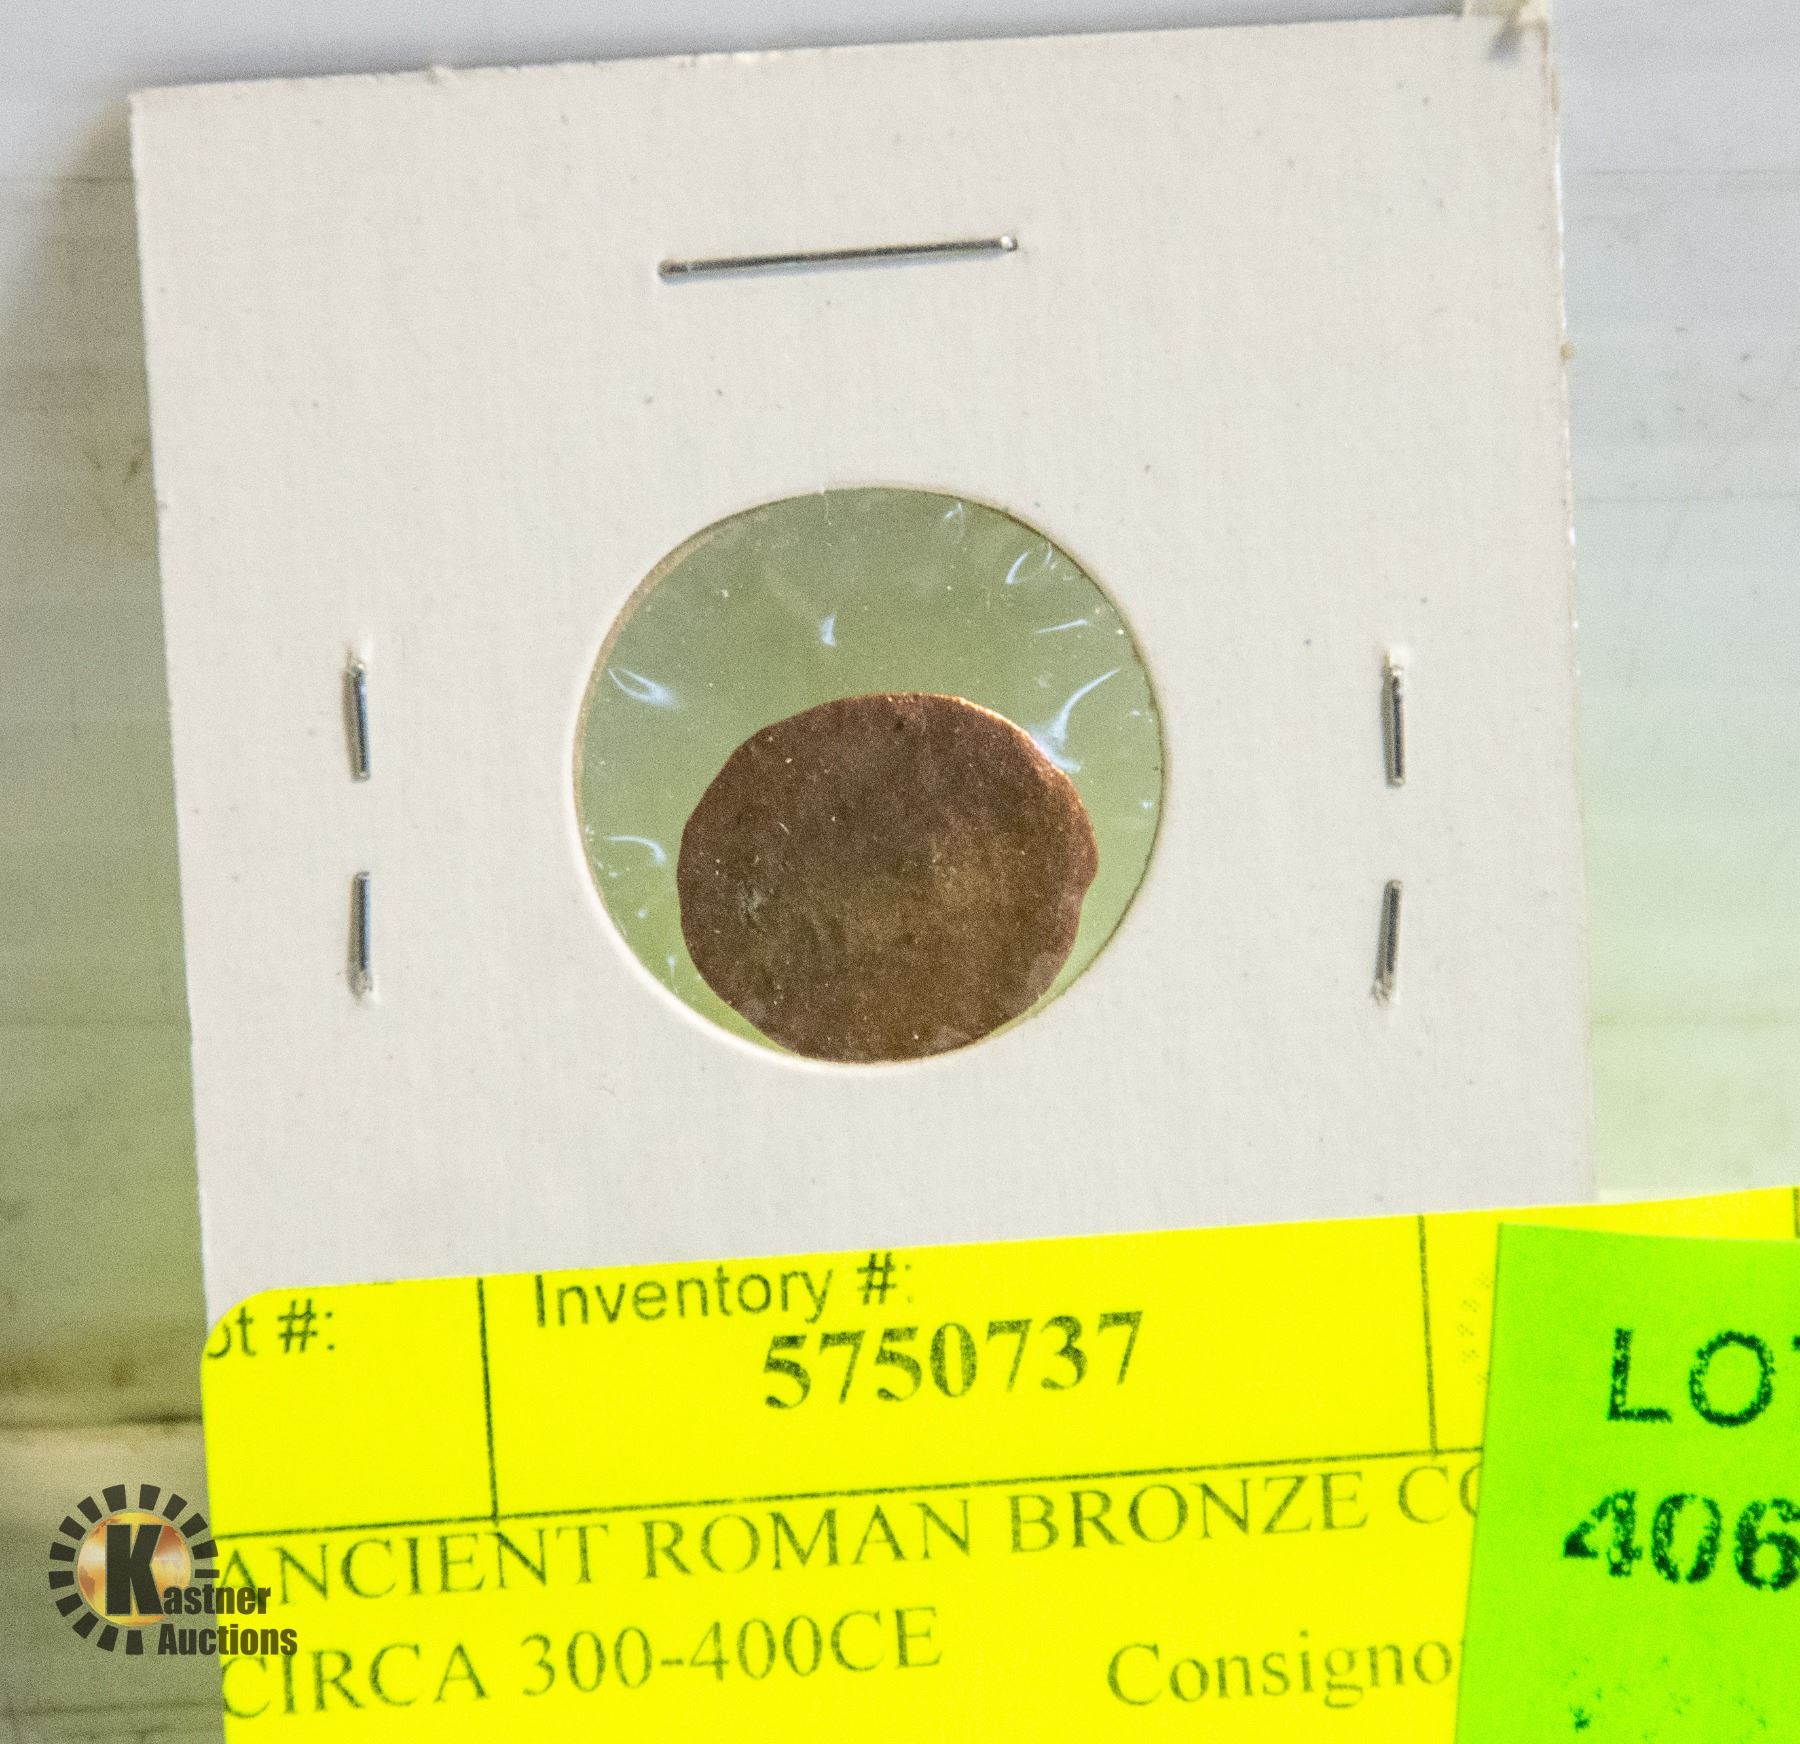 ot #:
Inventory #:
5750737
LOT
406
ANCIENT ROMAN BRONZE CO
CIRCA 300-400CE
Consigno
Kastner
Auctions